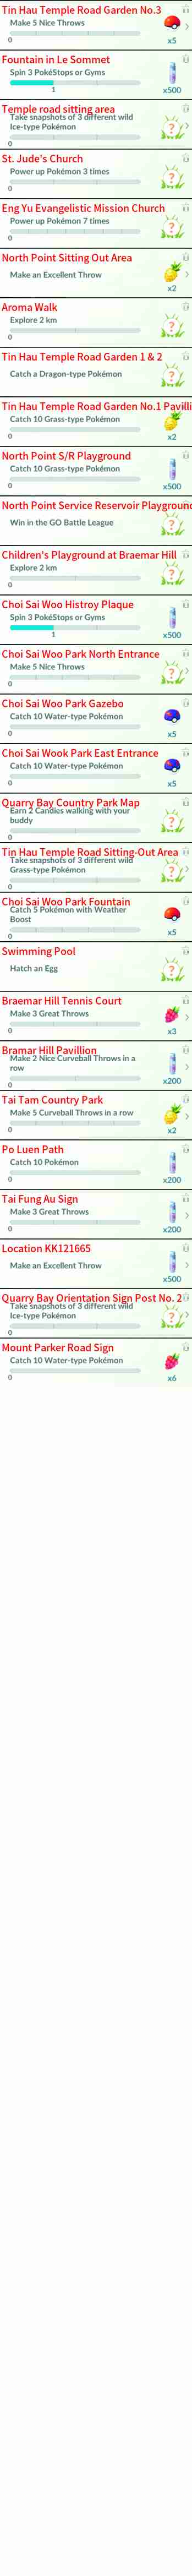 Tin Hau Temple Road Garden No.3
Make 5 Nice Throws
0
x5
Fountain in Le Sommet
Spin 3 PokéStops or Gyms
1
x500
Temple road sitting area
Take snapshots of 3 different wild
Ice-type Pokémon
?
0
St. Jude's Church
Power up Pokémon 3 times
?
0
Eng Yu Evangelistic Mission Church
Power up Pokémon 7 times
?
0
North Point Sitting Out Area
Make an Excellent Throw
x2
Aroma Walk
Explore 2 km
?
0
Tin Hau Temple Road Garden 1 & 2
Catch a Dragon-type Pokémon
?
Tin Hau Temple Road Garden No.1 Pavilli
Catch 10 Grass-type Pokémon
0
x2
North Point S/R Playground
Catch 10 Grass-type Pokémon
0
x500
North Point Service Reservoir Playground
Win in the GO Battle League
?
Children's Playground at Braemar Hill
Explore 2 km
?
0
Choi Sai Woo Histroy Plaque
Spin 3 PokéStops or Gyms
1
x500
Choi Sai Woo Park North Entrance
Make 5 Nice Throws
?
0
Choi Sai Woo Park Gazebo
Catch 10 Water-type Pokémon
0
x5
Choi Sai Wook Park East Entrance
Catch 10 Water-type Pokémon
0
x5
Quarry Bay Country Park Map
Earn 2 Candies walking with your
buddy
?
0
Tin Hau Temple Road Sitting-Out Area
Take snapshots of 3 different wild
Grass-type Pokémon
?
0
Choi Sai Woo Park Fountain
Catch 5 Pokémon with Weather
Boost
0
x5
Swimming Pool
Hatch an Egg
?
Braemar Hill Tennis Court
Make 3 Great Throws
0
x3
Bramar Hill Pavillion
Make 2 Nice Curveball Throws in a
row
0
x200
Tai Tam Country Park
Make 5 Curveball Throws in a row
0
x2
Po Luen Path
Catch 10 Pokémon
0
x200
Tai Fung Au Sign
Make 3 Great Throws
0
x200
Location KK121665
Make an Excellent Throw
x500
Quarry Bay Orientation Sign Post No. 2
Take snapshots of 3 different wild
Ice-type Pokémon
?
0
Mount Parker Road Sign
Catch 10 Water-type Pokémon
0
x6